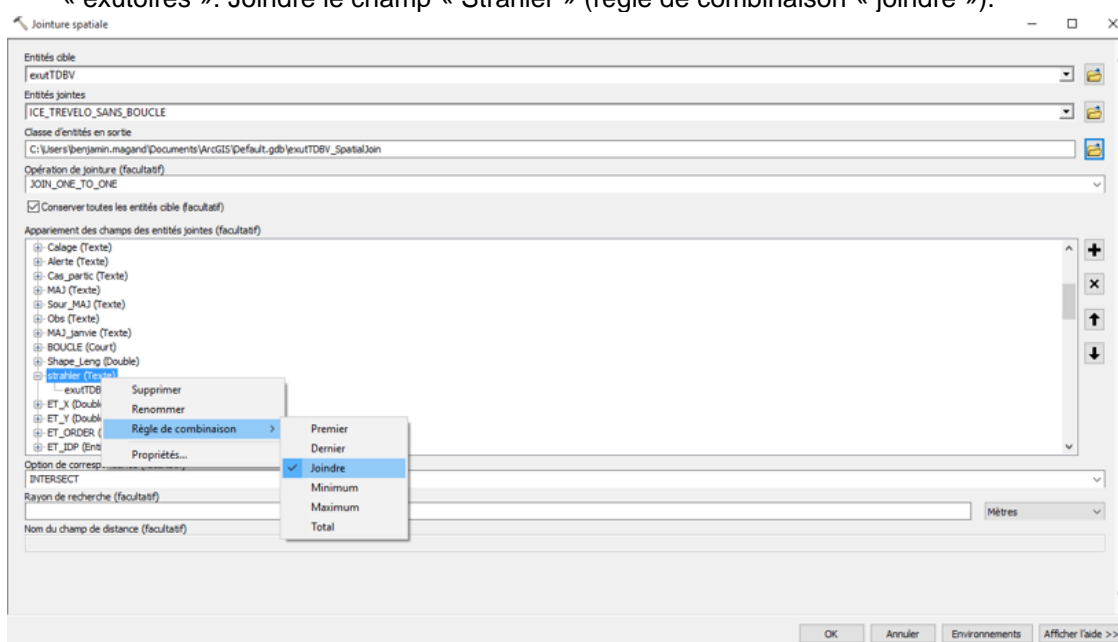 « exutoires ». Joindre le champ « Strahler » (règle de combinaison « joindre »).
Jointure spatiale
Entités cible
exutTDBV
Entités jointes
ICE_TREVELO_SANS_BOUCLE
Classe d'entités en sortie
C:\Users\benjamin.magand\Documents\ArcGIS\Default.gdb\exutTDBV_SpatialJoin
Opération de jointure (facultatif)
JOIN_ONE_TO_ONE
Conserver toutes les entités cible (facultatif)
Appariement des champs des entités jointes (facultatif)
Calage (Texte)
Alerte (Texte)
Cas_partic (Texte)
MAJ (Texte)
Sour_MAJ (Texte)
Obs (Texte)
MAJ_janvie (Texte)
BOUCLE (Court)
Shape_Leng (Double)
strahler (Texte)
exutTDB
ET_X (Doubl
ET_Y (Doubl
ET_ORDER (
ET_IDP (Enti
Supprimer
Renommer
Règle de combinaison >
Propriétés...
Premier
Dernier
Joindre
Minimum
Maximum
Total
Option de corresp
INTERSECT
Rayon de recherche (facultatif)
Mètres
Nom du champ de distance (facultatif)
OK Annuler Environnements Afficher l'aide >>